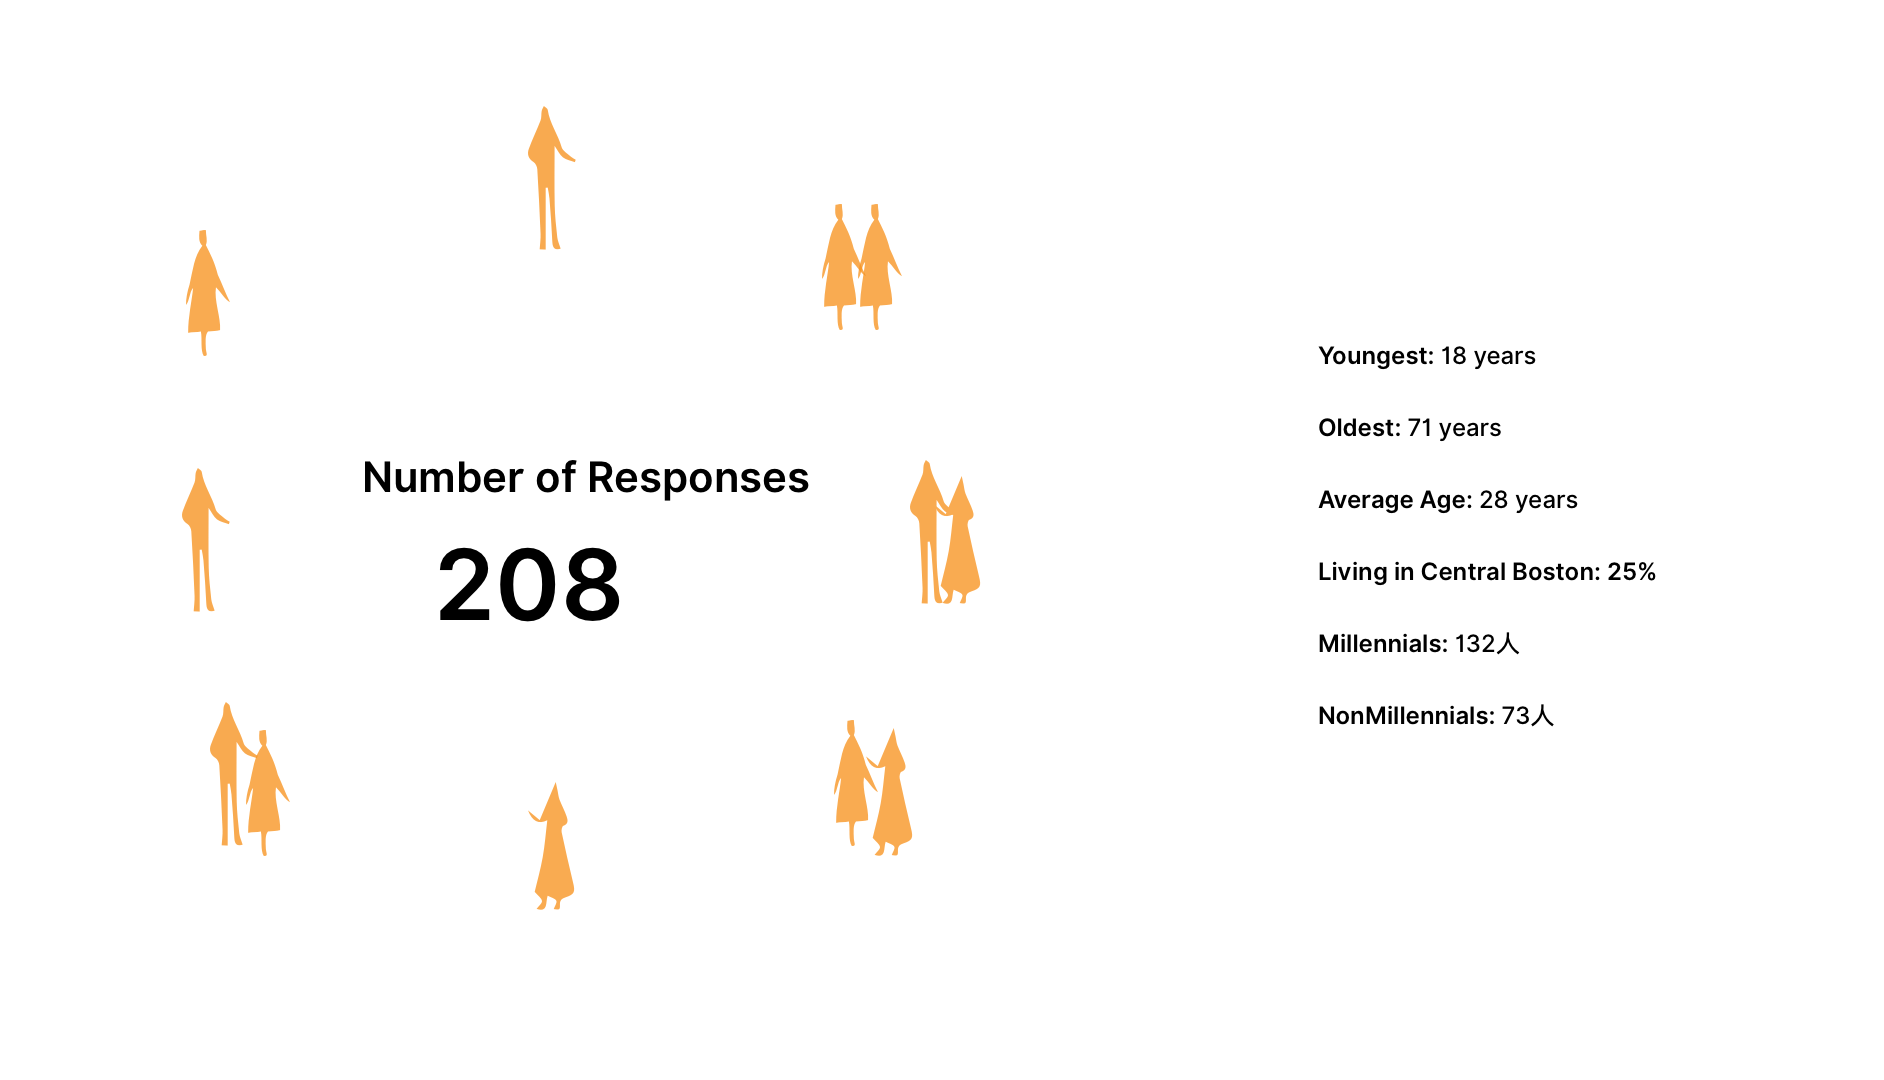 Number of Responses
208
Youngest: 18 years
Oldest: 71 years
Average Age: 28 years
Living in Central Boston: 25%
Millennials: 132人
NonMillennials: 73人